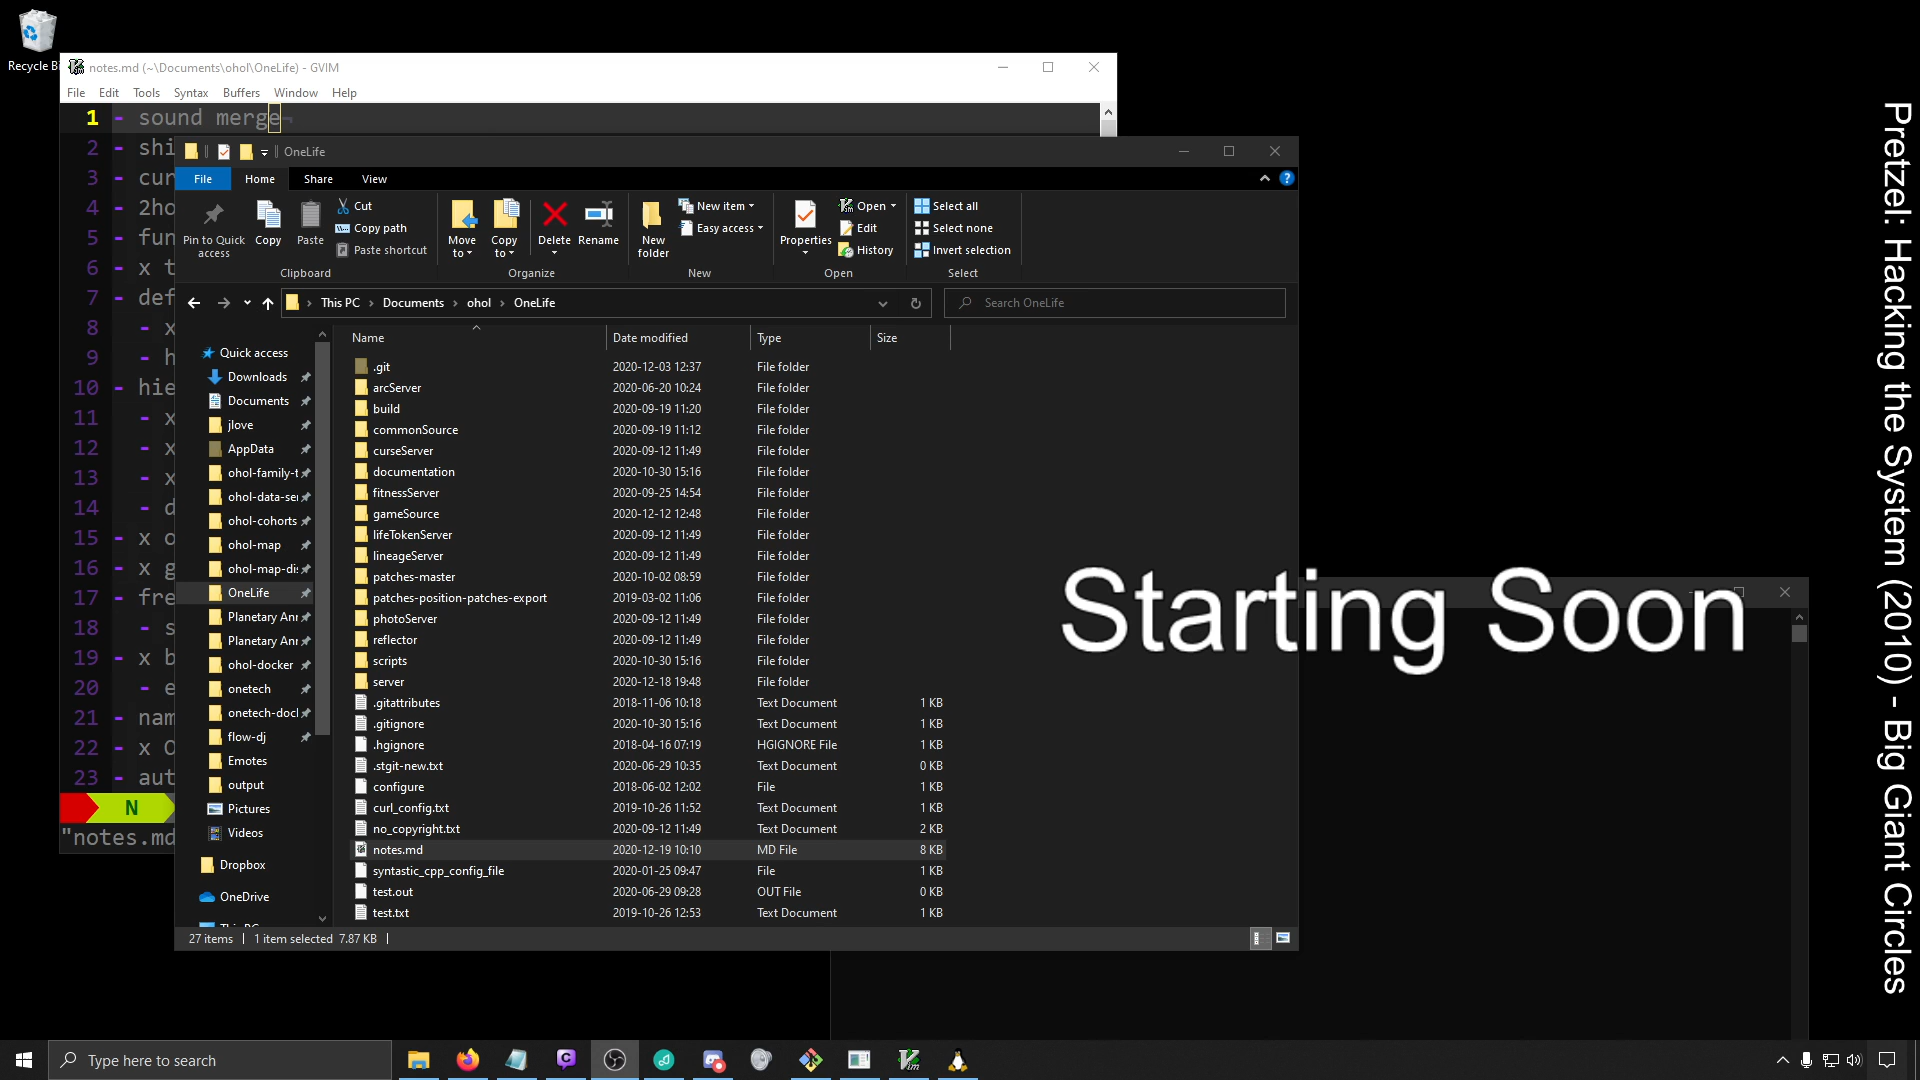 Recycle Bi
notes.md (~\Documents\ohol\OneLife) - GVIM
File Edit Tools Syntax Buffers Window Help
1 - sound merge
2 - shi
3 - cur
4 - 2ho
5 - fun
6 - x t
7 - def
8 - x
9 - h
10 - hie
11 - x
12 - x
13 - x
14 - d
15 - x o
16 - x g
17 - fre
18 - s
19 - x b
20 - e
21 - nam
22 - x O
23 - aut
N
"notes.md
OneLife
File Home Share View
Pin to Quick access
Copy
Paste
Cut
Copy path
Paste shortcut
Clipboard
Move to
Copy to
Delete
Rename
Organize
New folder
New item
Easy access
New
Properties
Open
Edit
History
Open
Select all
Select none
Invert selection
Select
This PC > Documents > ohol > OneLife
Search OneLife
Quick access
Downloads
Documents
jlove
AppData
ohol-family-t
ohol-data-ser
ohol-cohorts
ohol-map
ohol-map-dis
OneLife
Planetary Anr
Planetary Anr
ohol-docker
onetech
onetech-docl
flow-dj
Emotes
output
Pictures
Videos
Dropbox
OneDrive
Name Date modified Type Size
.git 2020-12-03 12:37 File folder
arcServer 2020-06-20 10:24 File folder
build 2020-09-19 11:20 File folder
commonSource 2020-09-19 11:12 File folder
curseServer 2020-09-12 11:49 File folder
documentation 2020-10-30 15:16 File folder
fitnessServer 2020-09-25 14:54 File folder
gameSource 2020-12-12 12:48 File folder
lifeTokenServer 2020-09-12 11:49 File folder
lineageServer 2020-09-12 11:49 File folder
patches-master 2020-10-02 08:59 File folder
patches-position-patches-export 2019-03-02 11:06 File folder
photoServer 2020-09-12 11:49 File folder
reflector 2020-09-12 11:49 File folder
scripts 2020-10-30 15:16 File folder
server 2020-12-18 19:48 File folder
.gitattributes 2018-11-06 10:18 Text Document 1 KB
.gitignore 2020-10-30 15:16 Text Document 1 KB
.hgignore 2018-04-16 07:19 HGIGNORE File 1 KB
.stgit-new.txt 2020-06-29 10:35 Text Document 0 KB
configure 2018-06-02 12:02 File 1 KB
curl_config.txt 2019-10-26 11:52 Text Document 1 KB
no_copyright.txt 2020-09-12 11:49 Text Document 2 KB
notes.md 2020-12-19 10:10 MD File 8 KB
syntastic_cpp_config_file 2020-01-25 09:47 File 1 KB
test.out 2020-06-29 09:28 OUT File 0 KB
test.txt 2019-10-26 12:53 Text Document 1 KB
27 items 1 item selected 7.87 KB
Starting Soon
Pretzel: Hacking the System (2010) - Big Giant Circles
Type here to search